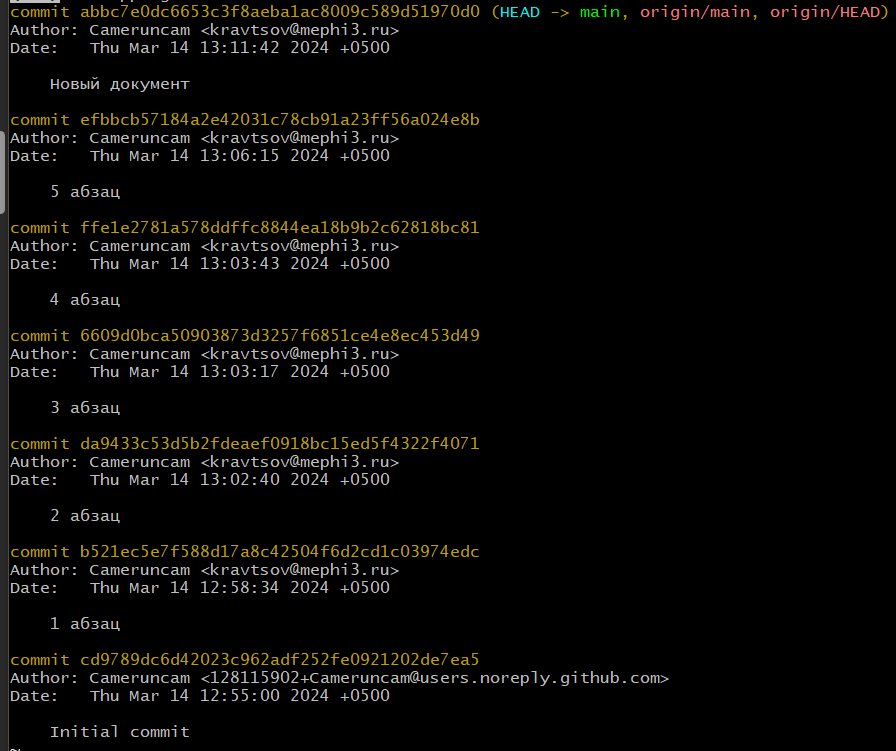 commit abbc7e0dc6653c3f8aeba1ac8009c589d51970d0 (HEAD -> main, origin/main, origin/HEAD)
Author: Cameruncam <kravtsov@mephi3.ru>
Date:   Thu Mar 14 13:11:42 2024 +0500
Новый документ
commit efbbcb57184a2e42031c78cb91a23ff56a024e8b
Author: Cameruncam <kravtsov@mephi3.ru>
Date:   Thu Mar 14 13:06:15 2024 +0500
5 абзац
commit ffe1e2781a578ddffc8844ea18b9b2c62818bc81
Author: Cameruncam <kravtsov@mephi3.ru>
Date:   Thu Mar 14 13:03:43 2024 +0500
4 абзац
commit 6609d0bca50903873d3257f6851ce4e8ec453d49
Author: Cameruncam <kravtsov@mephi3.ru>
Date:   Thu Mar 14 13:03:17 2024 +0500
3 абзац
commit da9433c53d5b2fdeaef0918bc15ed5f4322f4071
Author: Cameruncam <kravtsov@mephi3.ru>
Date:   Thu Mar 14 13:02:40 2024 +0500
2 абзац
commit b521ec5e7f588d17a8c42504f6d2cd1c03974edc
Author: Cameruncam <kravtsov@mephi3.ru>
Date:   Thu Mar 14 12:58:34 2024 +0500
1 абзац
commit cd9789dc6d42023c962adf252fe0921202de7ea5
Author: Cameruncam <128115902+Cameruncam@users.noreply.github.com>
Date:   Thu Mar 14 12:55:00 2024 +0500
Initial commit